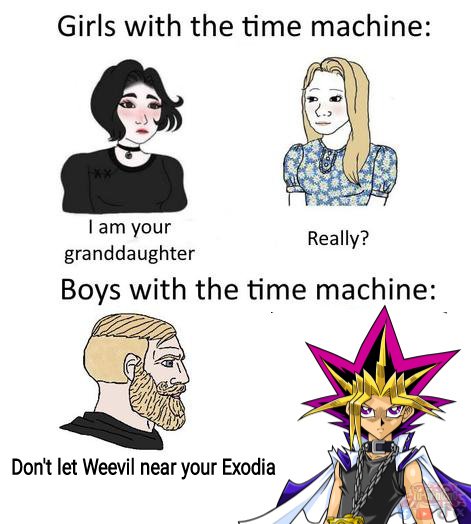 Girls with the time machine:
I am your
granddaughter
Really?
Boys with the time machine:
Don't let Weevil near your Exodia